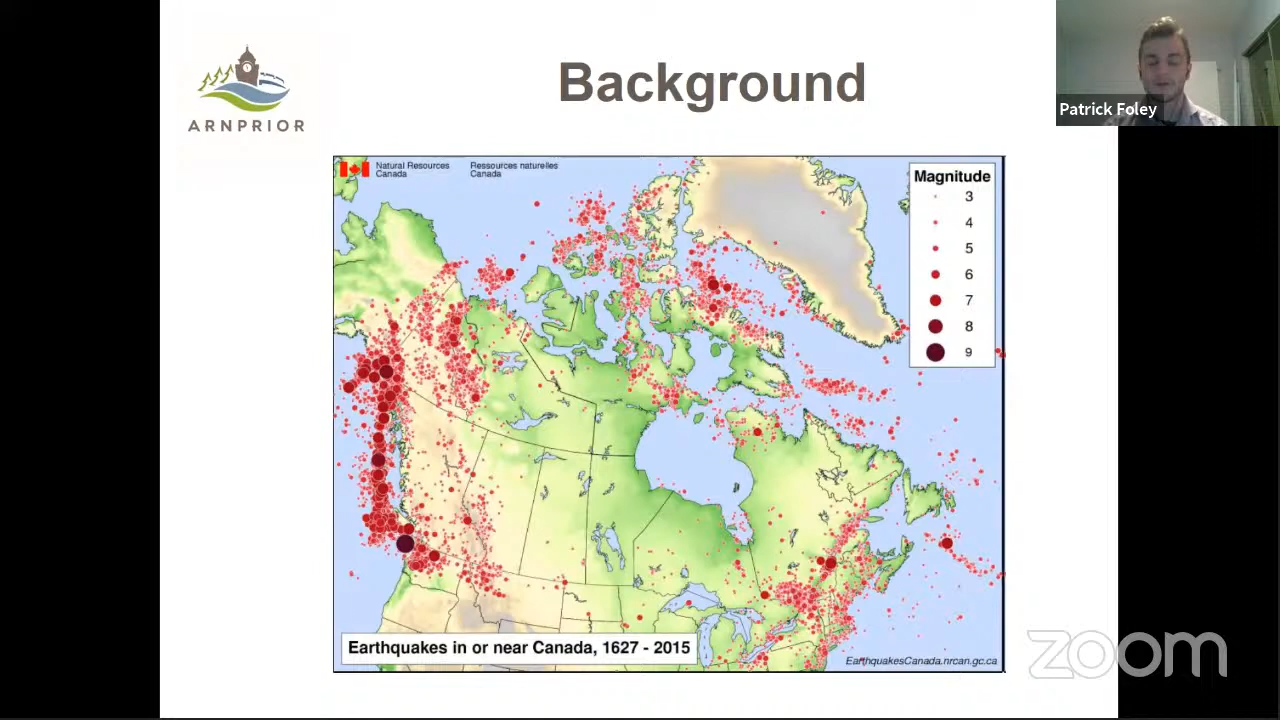 ARNPRIOR
Background
Patrick Foley
Natural Resources
Canada
Ressources naturelles
Canada
Magnitude
3
4
5
6
7
8
9
Earthquakes in or near Canada, 1627 - 2015
EarthquakesCanada.nrcan.gc.ca
zoom